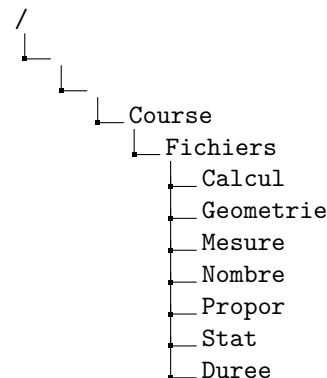 /
Course
Fichiers
Calcul
Geometrie
Mesure
Nombre
Propor
Stat
Duree